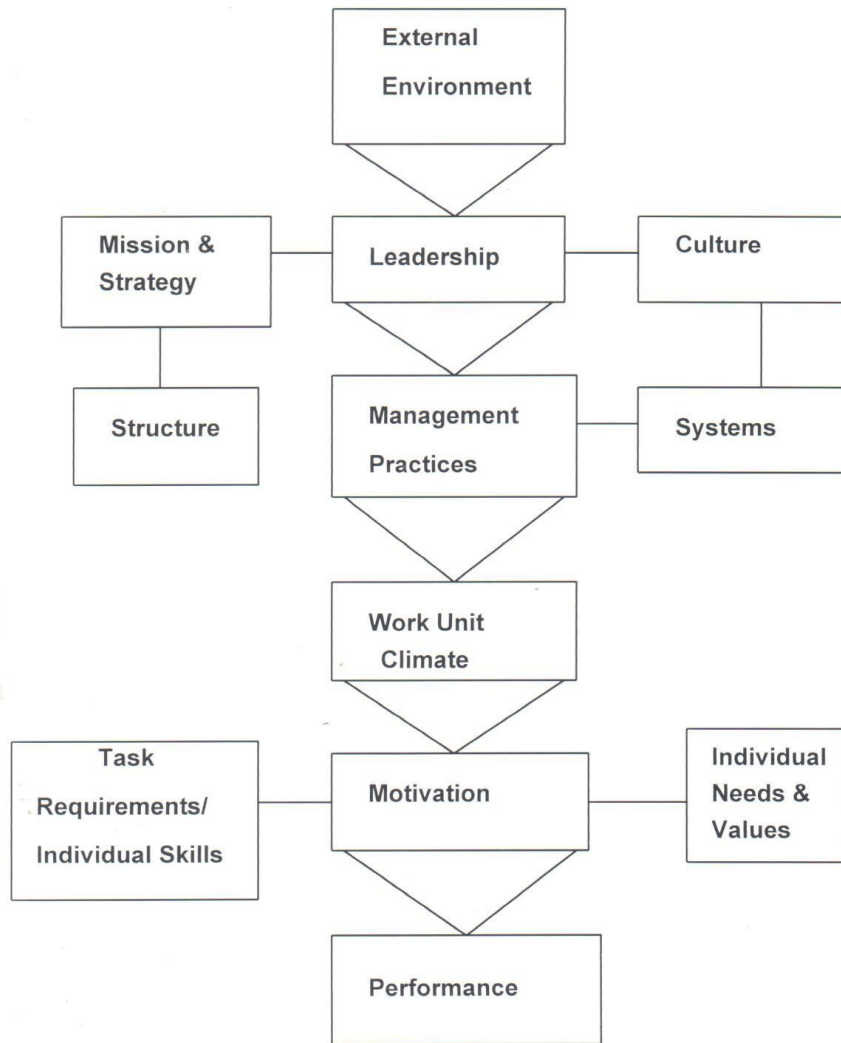 External
Environment
Mission &
Strategy
Leadership
Culture
Structure
Management
Practices
Systems
Work Unit
Climate
Task
Requirements/
Individual Skills
Motivation
Individual
Needs &
Values
Performance